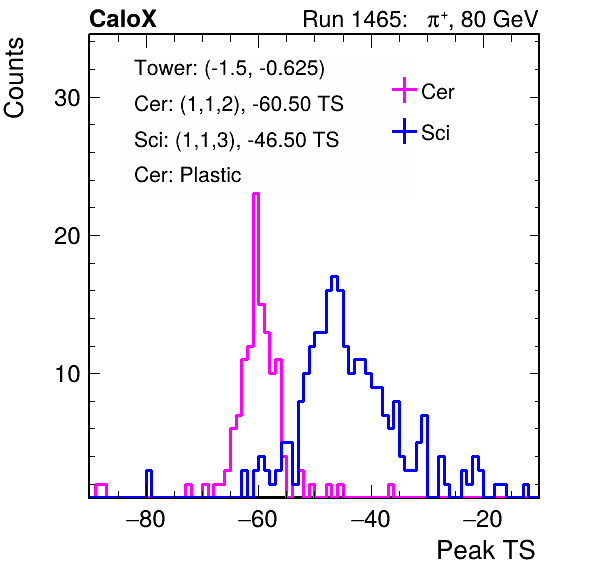 CaloX Run 1465: π⁺, 80 GeV
Counts
Tower: (-1.5, -0.625)
Cer: (1,1,2), -60.50 TS
Sci: (1,1,3), -46.50 TS
Cer: Plastic
Cer
Sci
30
20
10
−80 −60 −40 −20
Peak TS